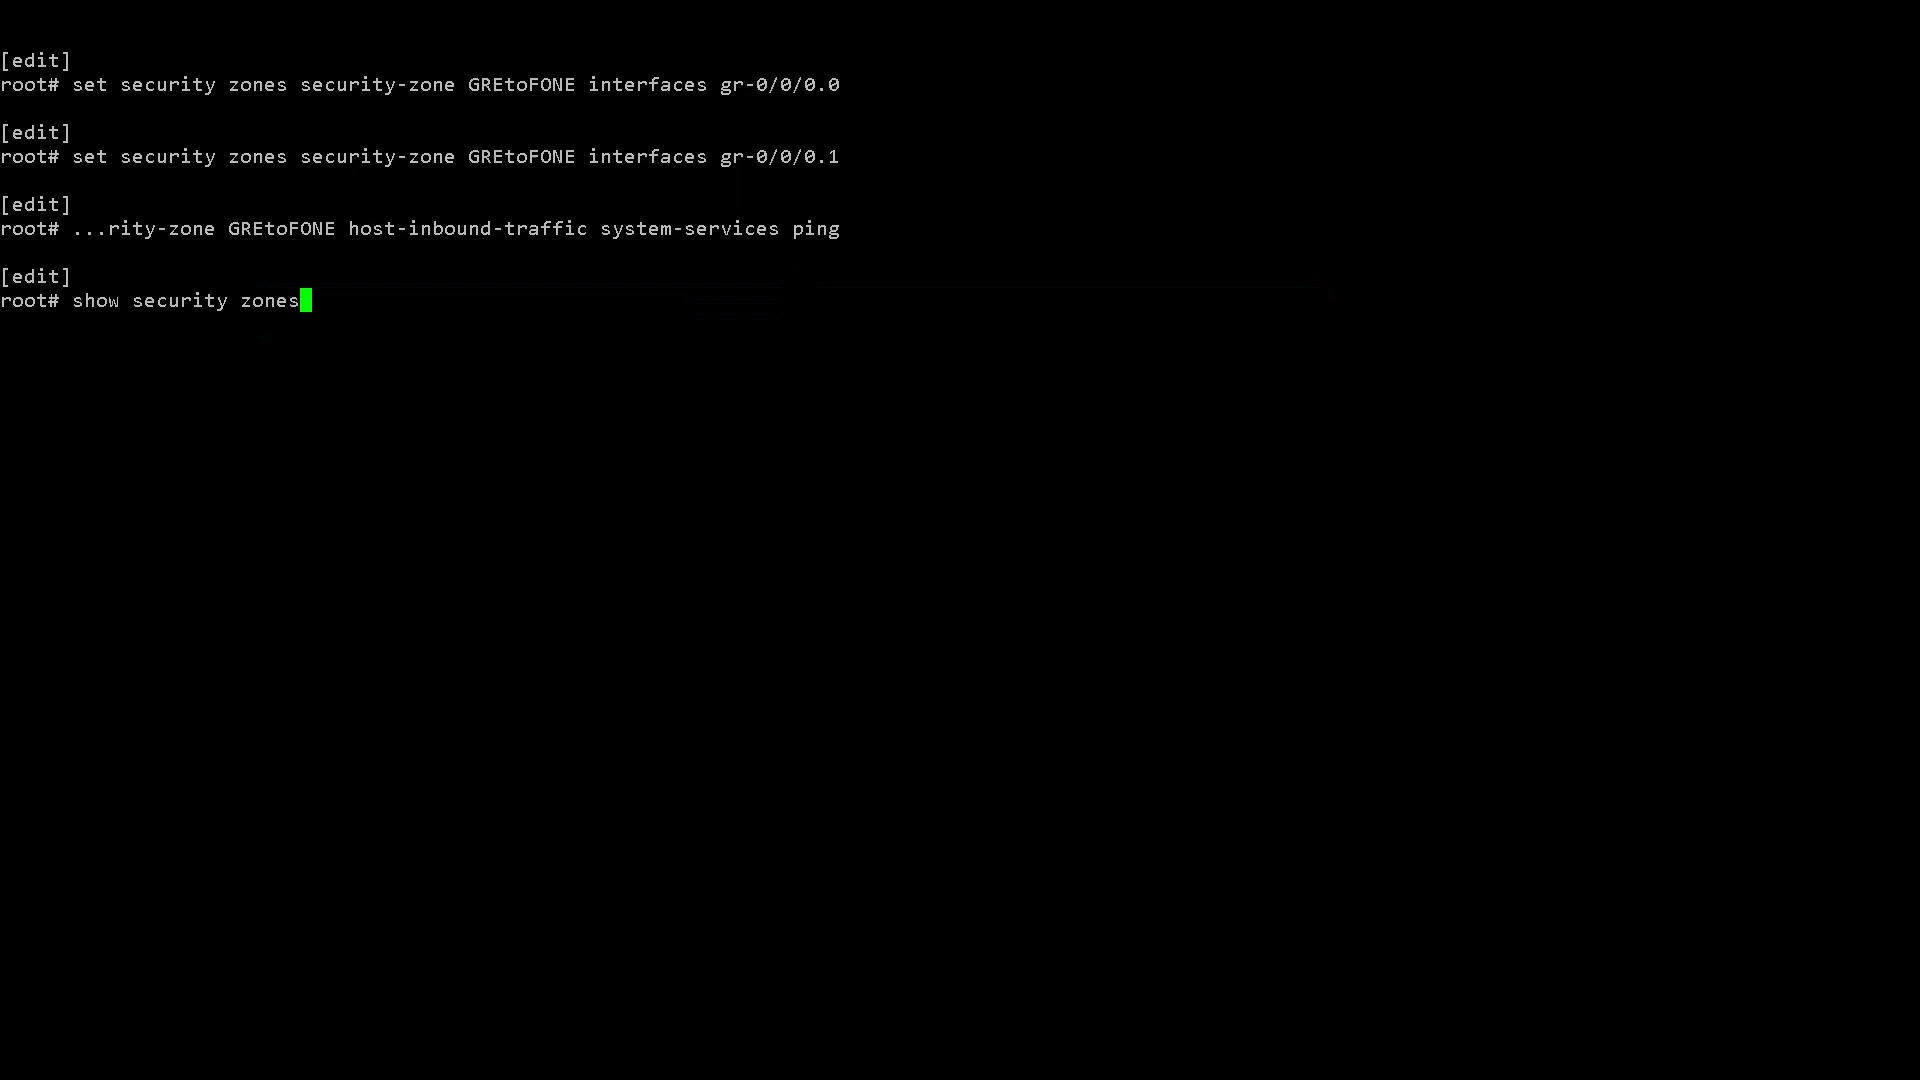 [edit]
root# set security zones security-zone GREtoFONE interfaces gr-0/0/0.0
[edit]
root# set security zones security-zone GREtoFONE interfaces gr-0/0/0.1
[edit]
root# ...rity-zone GREtoFONE host-inbound-traffic system-services ping
[edit]
root# show security zones